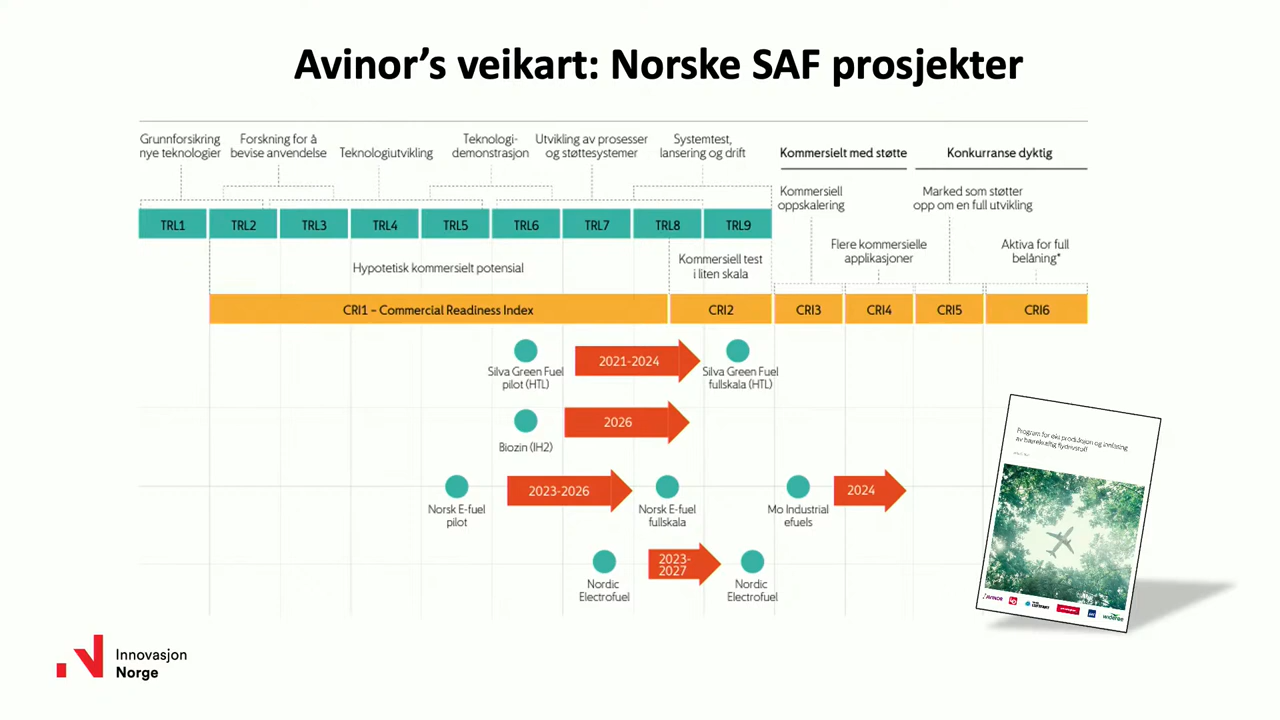 Avinor’s veikart: Norske SAF prosjekter
Grunnforsikring
nye teknologier
Forskning for å
bevise anvendelse
Teknologiutvikling
Teknologi-
demonstrasjon
Utvikling av prosesser
og støttesystemer
Systemtest,
lansering og drift
Kommersielt med støtte
Konkurranse dyktig
Kommersiell
oppskalering
Marked som støtter
opp om en full utvikling
TRL1 TRL2 TRL3 TRL4 TRL5 TRL6 TRL7 TRL8 TRL9
Flere kommersielle
applikasjoner
Aktiva for full
belåning*
Hypotetisk kommersielt potensial
Kommersiell test
i liten skala
CRI1 – Commercial Readiness Index CRI2 CRI3 CRI4 CRI5 CRI6
Silva Green Fuel
pilot (HTL)
2021-2024
Silva Green Fuel
fullskala (HTL)
Biozin (IH2)
2026
Norsk E-fuel
pilot
2023-2026
Norsk E-fuel
fullskala
Mo Industrial
efuels
2024
Nordic
Electrofuel
2023-
2027
Nordic
Electrofuel
Program for økt produksjon og innfasing
av bærekraftig flydrivstoff
AVINOR
LO
widerøe
Innovasjon
Norge